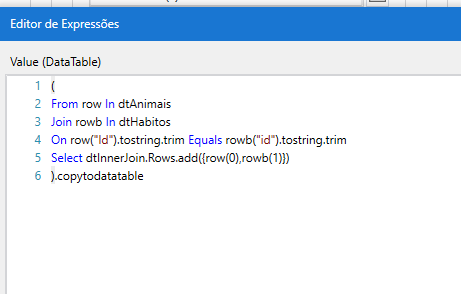 Editor de Expressões
Value (DataTable)
1 (
2 From row In dtAnimais
3 Join rowb In dtHabitos
4 On row("Id").tostring.trim Equals rowb("id").tostring.trim
5 Select dtInnerJoin.Rows.add({row(0),rowb(1)})
6 ).copytodatatable